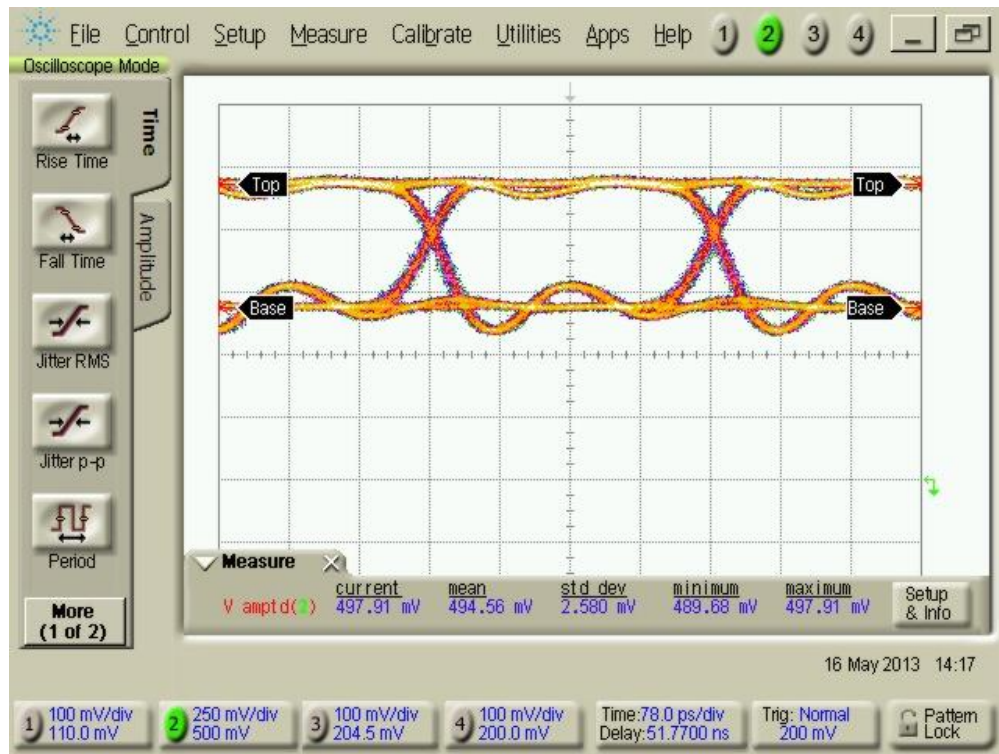 File Control Setup Measure Calibrate Utilities Apps Help 1 2 3 4
Oscilloscope Mode
Time
Amplitude
Rise Time
Fall Time
Jitter RMS
Jitter p-p
Period
More
(1 of 2)
Top Top
Base Base
Measure
current mean std dev minimum maximum
V amptd(2) 497.91 mV 494.56 mV 2.580 mV 489.68 mV 497.91 mV
Setup
& Info
16 May 2013 14:17
1 100 mV/div
110.0 mV
2 250 mV/div
500 mV
3 100 mV/div
204.5 mV
4 100 mV/div
200.0 mV
Time:78.0 ps/div
Delay:51.7700 ns
Trig: Normal
200 mV
Pattern
Lock